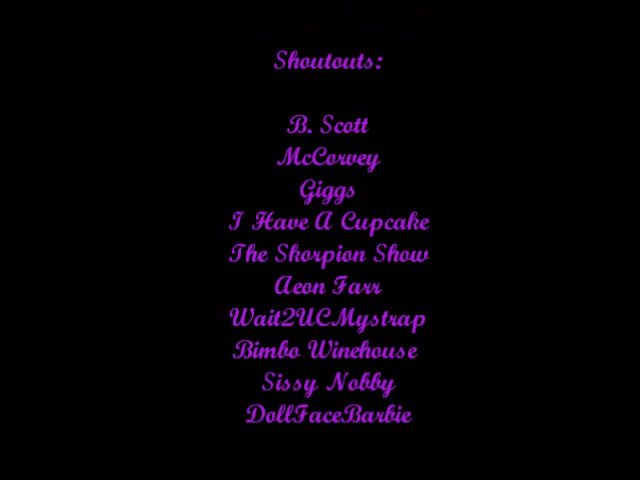 Shoutouts:
B. Scott
McCorvey
Giggs
I Have A Cupcake
The Skorpion Show
Aeon Farr
Wait2UCMystrap
Bimbo Winehouse
Sissy Nobby
DollFaceBarbie